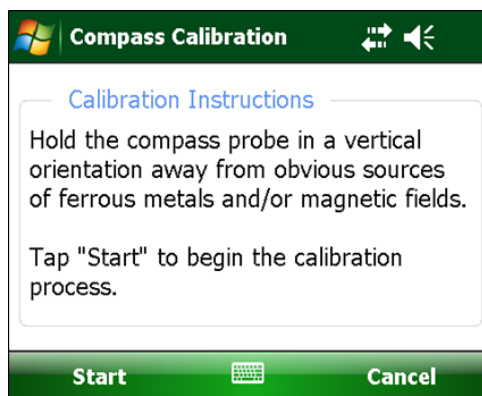 Compass Calibration
Calibration Instructions
Hold the compass probe in a vertical
orientation away from obvious sources
of ferrous metals and/or magnetic fields.
Tap "Start" to begin the calibration
process.
Start Cancel